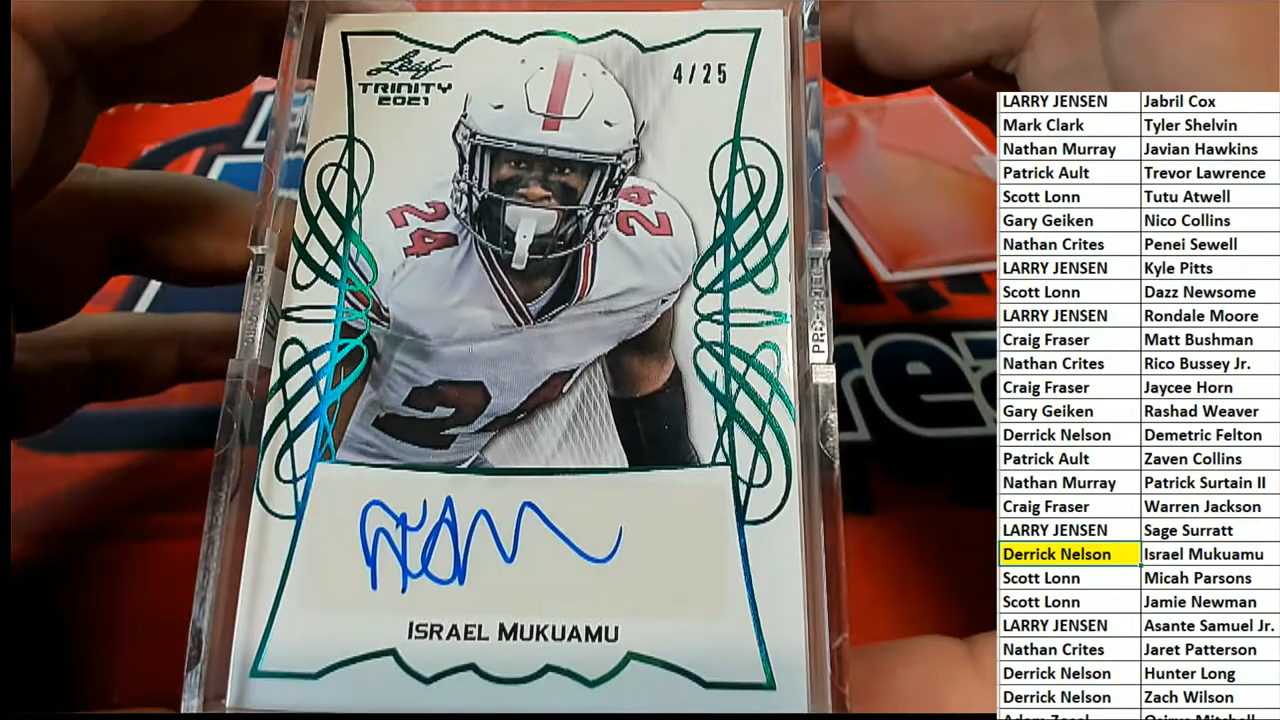 Leaf
TRINITY
2021
4/25
24
24
24
ISRAEL MUKUAMU
LARRY JENSEN Jabril Cox
Mark Clark Tyler Shelvin
Nathan Murray Javian Hawkins
Patrick Ault Trevor Lawrence
Scott Lonn Tutu Atwell
Gary Geiken Nico Collins
Nathan Crites Penei Sewell
LARRY JENSEN Kyle Pitts
Scott Lonn Dazz Newsome
LARRY JENSEN Rondale Moore
Craig Fraser Matt Bushman
Nathan Crites Rico Bussey Jr.
Craig Fraser Jaycee Horn
Gary Geiken Rashad Weaver
Derrick Nelson Demetric Felton
Patrick Ault Zaven Collins
Nathan Murray Patrick Surtain II
Craig Fraser Warren Jackson
LARRY JENSEN Sage Surratt
Derrick Nelson Israel Mukuamu
Scott Lonn Micah Parsons
Scott Lonn Jamie Newman
LARRY JENSEN Asante Samuel Jr.
Nathan Crites Jaret Patterson
Derrick Nelson Hunter Long
Derrick Nelson Zach Wilson